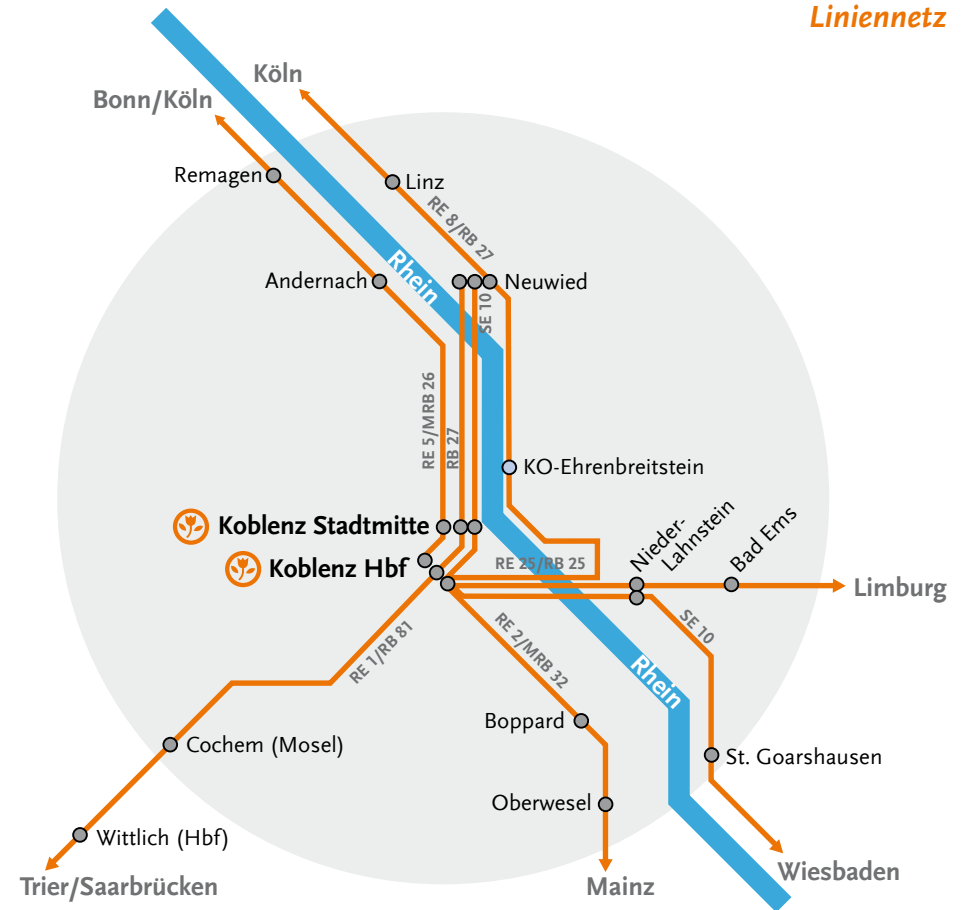 Liniennetz
Köln
Bonn/Köln
Remagen
Linz
RE 8/RB 27
Rhein
Andernach
Neuwied
SE 10
RE 5/MRB 26
RB 27
KO-Ehrenbreitstein
Koblenz Stadtmitte
Koblenz Hbf
RE 25/RB 25
Nieder-
Lahnstein
Bad Ems
Limburg
SE 10
RE 1/RB 81
RE 2/MRB 32
Rhein
Boppard
Cochem (Mosel)
St. Goarshausen
Oberwesel
Wittlich (Hbf)
Wiesbaden
Trier/Saarbrücken
Mainz